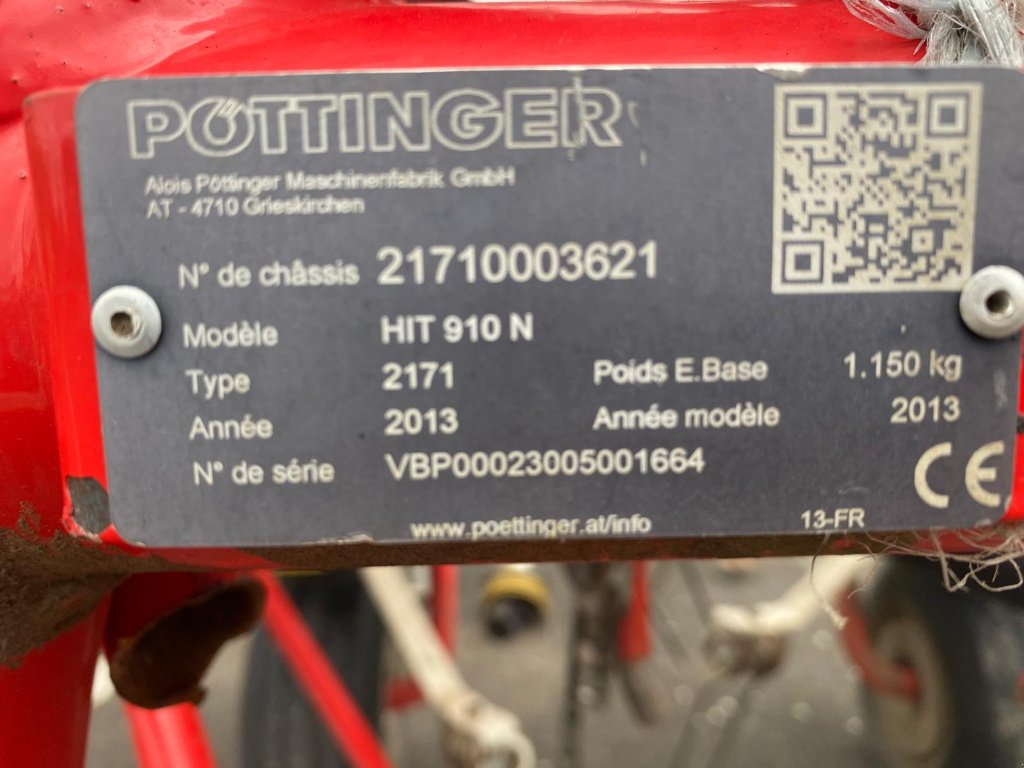 PÖTTINGER
Alois Pöttinger Maschinenfabrik GmbH
AT - 4710 Grieskirchen
N° de châssis 21710003621
Modèle HIT 910 N
Type 2171 Poids E.Base 1.150 kg
Année 2013 Année modèle 2013
N° de série VBP00023005001664
CE
www.poettinger.at/info 13-FR